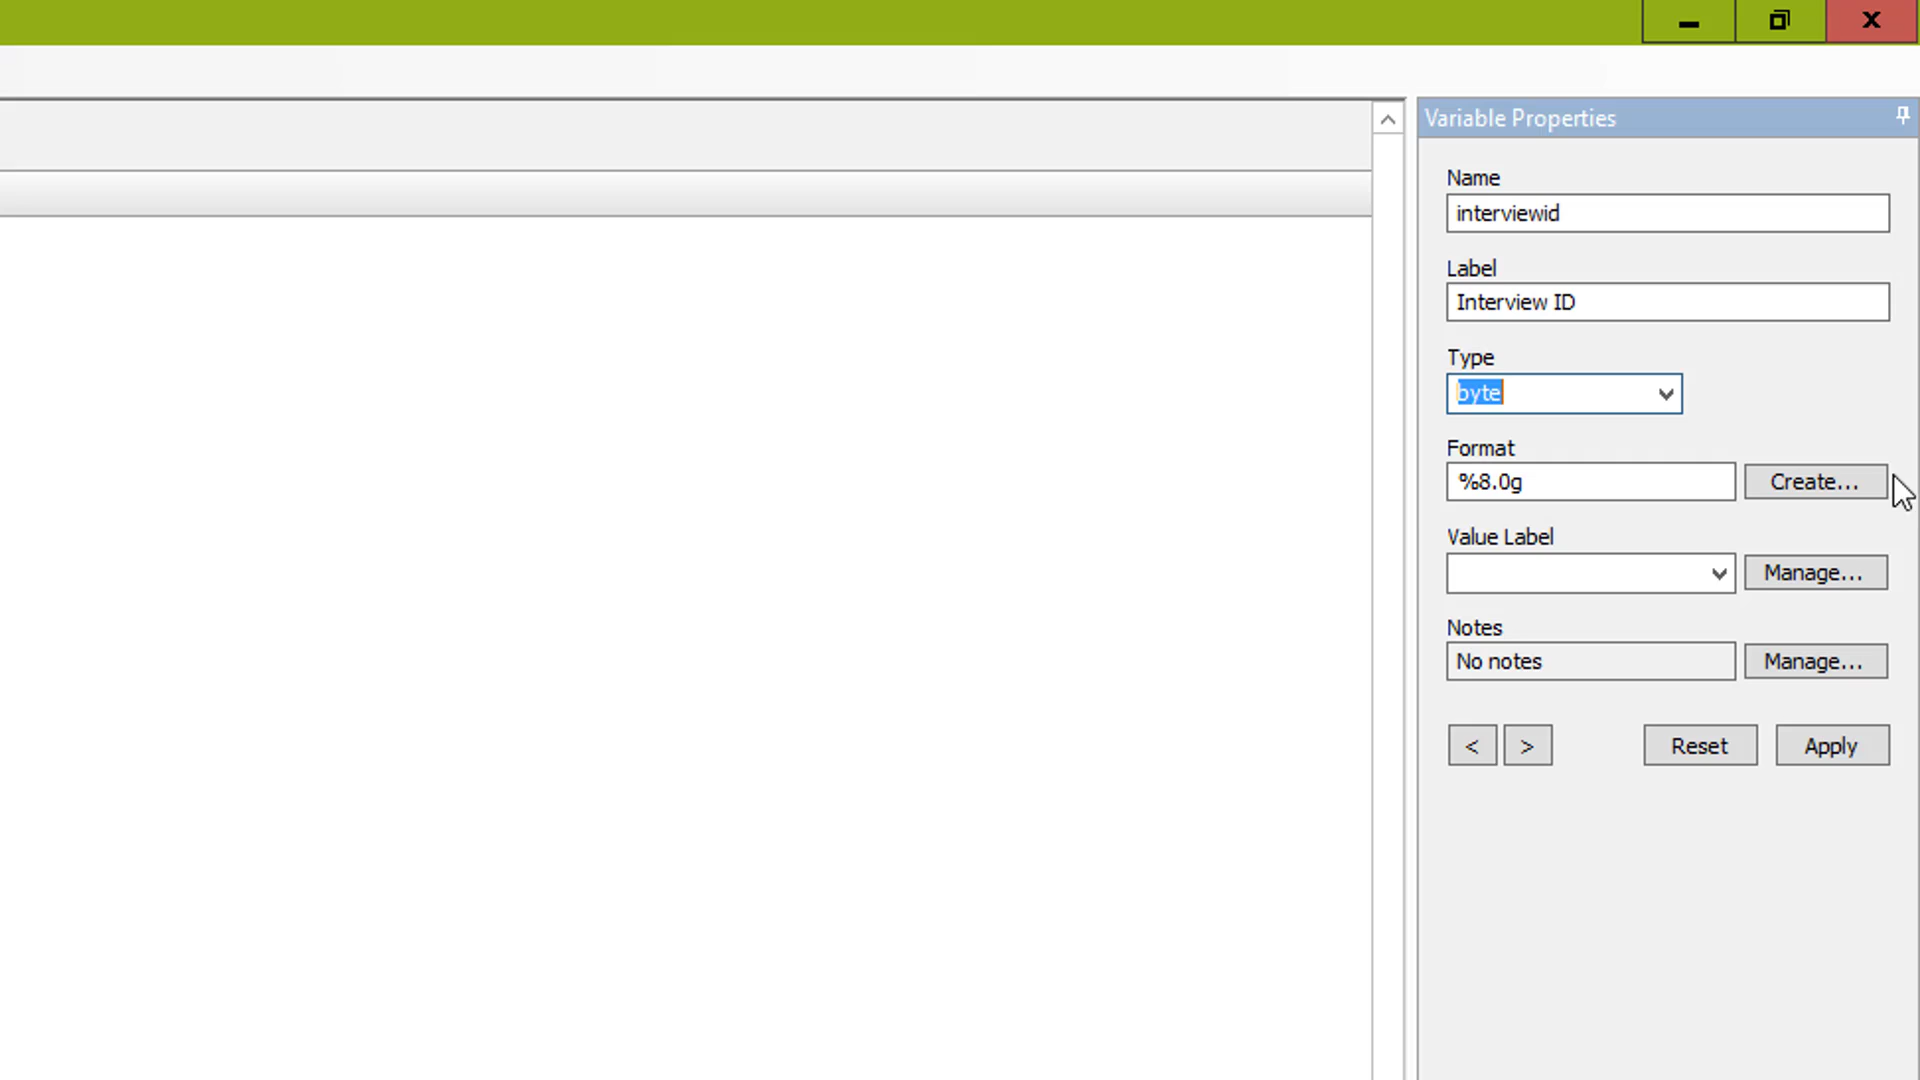 Variable Properties
Name
interviewid
Label
Interview ID
Type
byte
Format
%8.0g
Create...
Value Label
Manage...
Notes
No notes
Manage...
< > Reset Apply